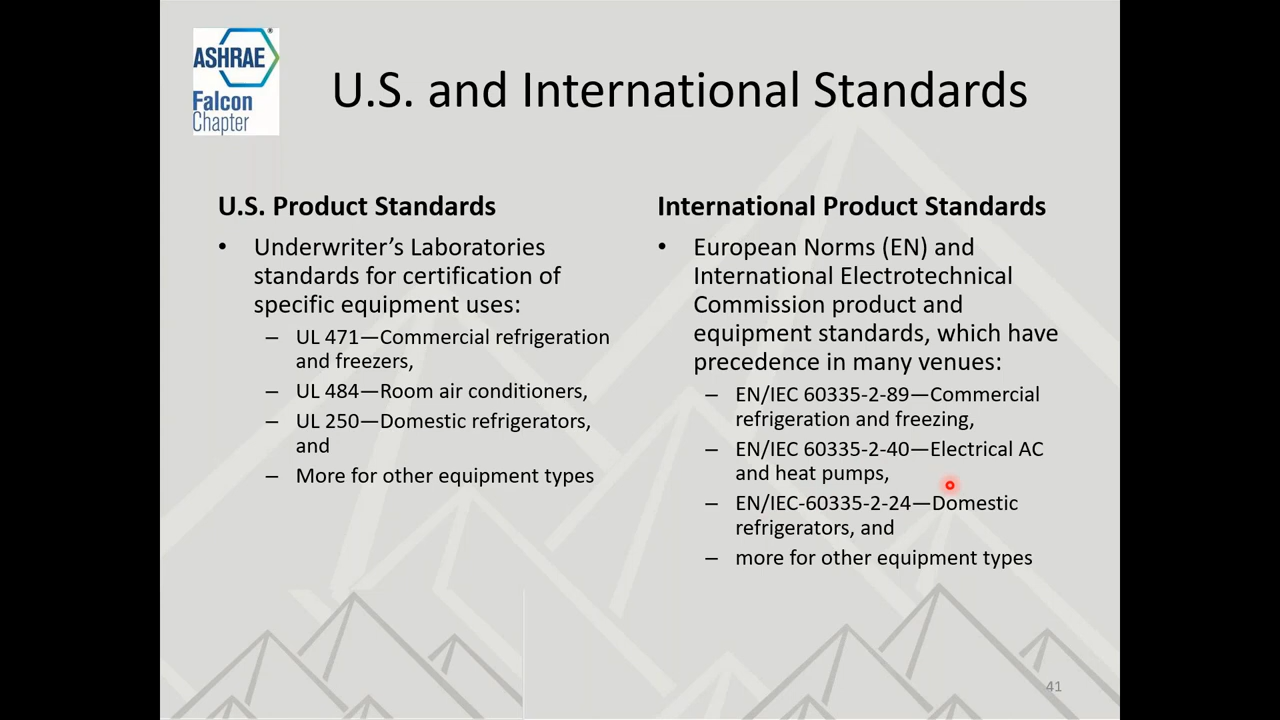 ASHRAE®
Falcon
Chapter
U.S. and International Standards
U.S. Product Standards
• Underwriter’s Laboratories
standards for certification of
specific equipment uses:
– UL 471—Commercial refrigeration
and freezers,
– UL 484—Room air conditioners,
– UL 250—Domestic refrigerators,
and
– More for other equipment types
International Product Standards
• European Norms (EN) and
International Electrotechnical
Commission product and
equipment standards, which have
precedence in many venues:
– EN/IEC 60335-2-89—Commercial
refrigeration and freezing,
– EN/IEC 60335-2-40—Electrical AC
and heat pumps,
– EN/IEC-60335-2-24—Domestic
refrigerators, and
– more for other equipment types
41